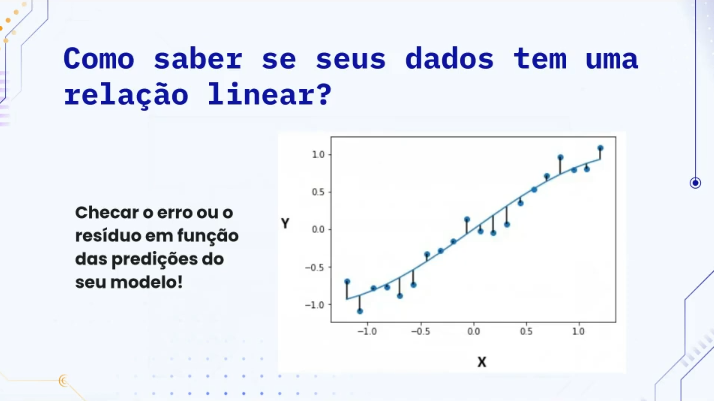 Como saber se seus dados tem uma
relação linear?
Checar o erro ou o
resíduo em função
das predições do
seu modelo!
Y
1.0
0.5
0.0
−0.5
−1.0
−1.0 −0.5 0.0 0.5 1.0
X